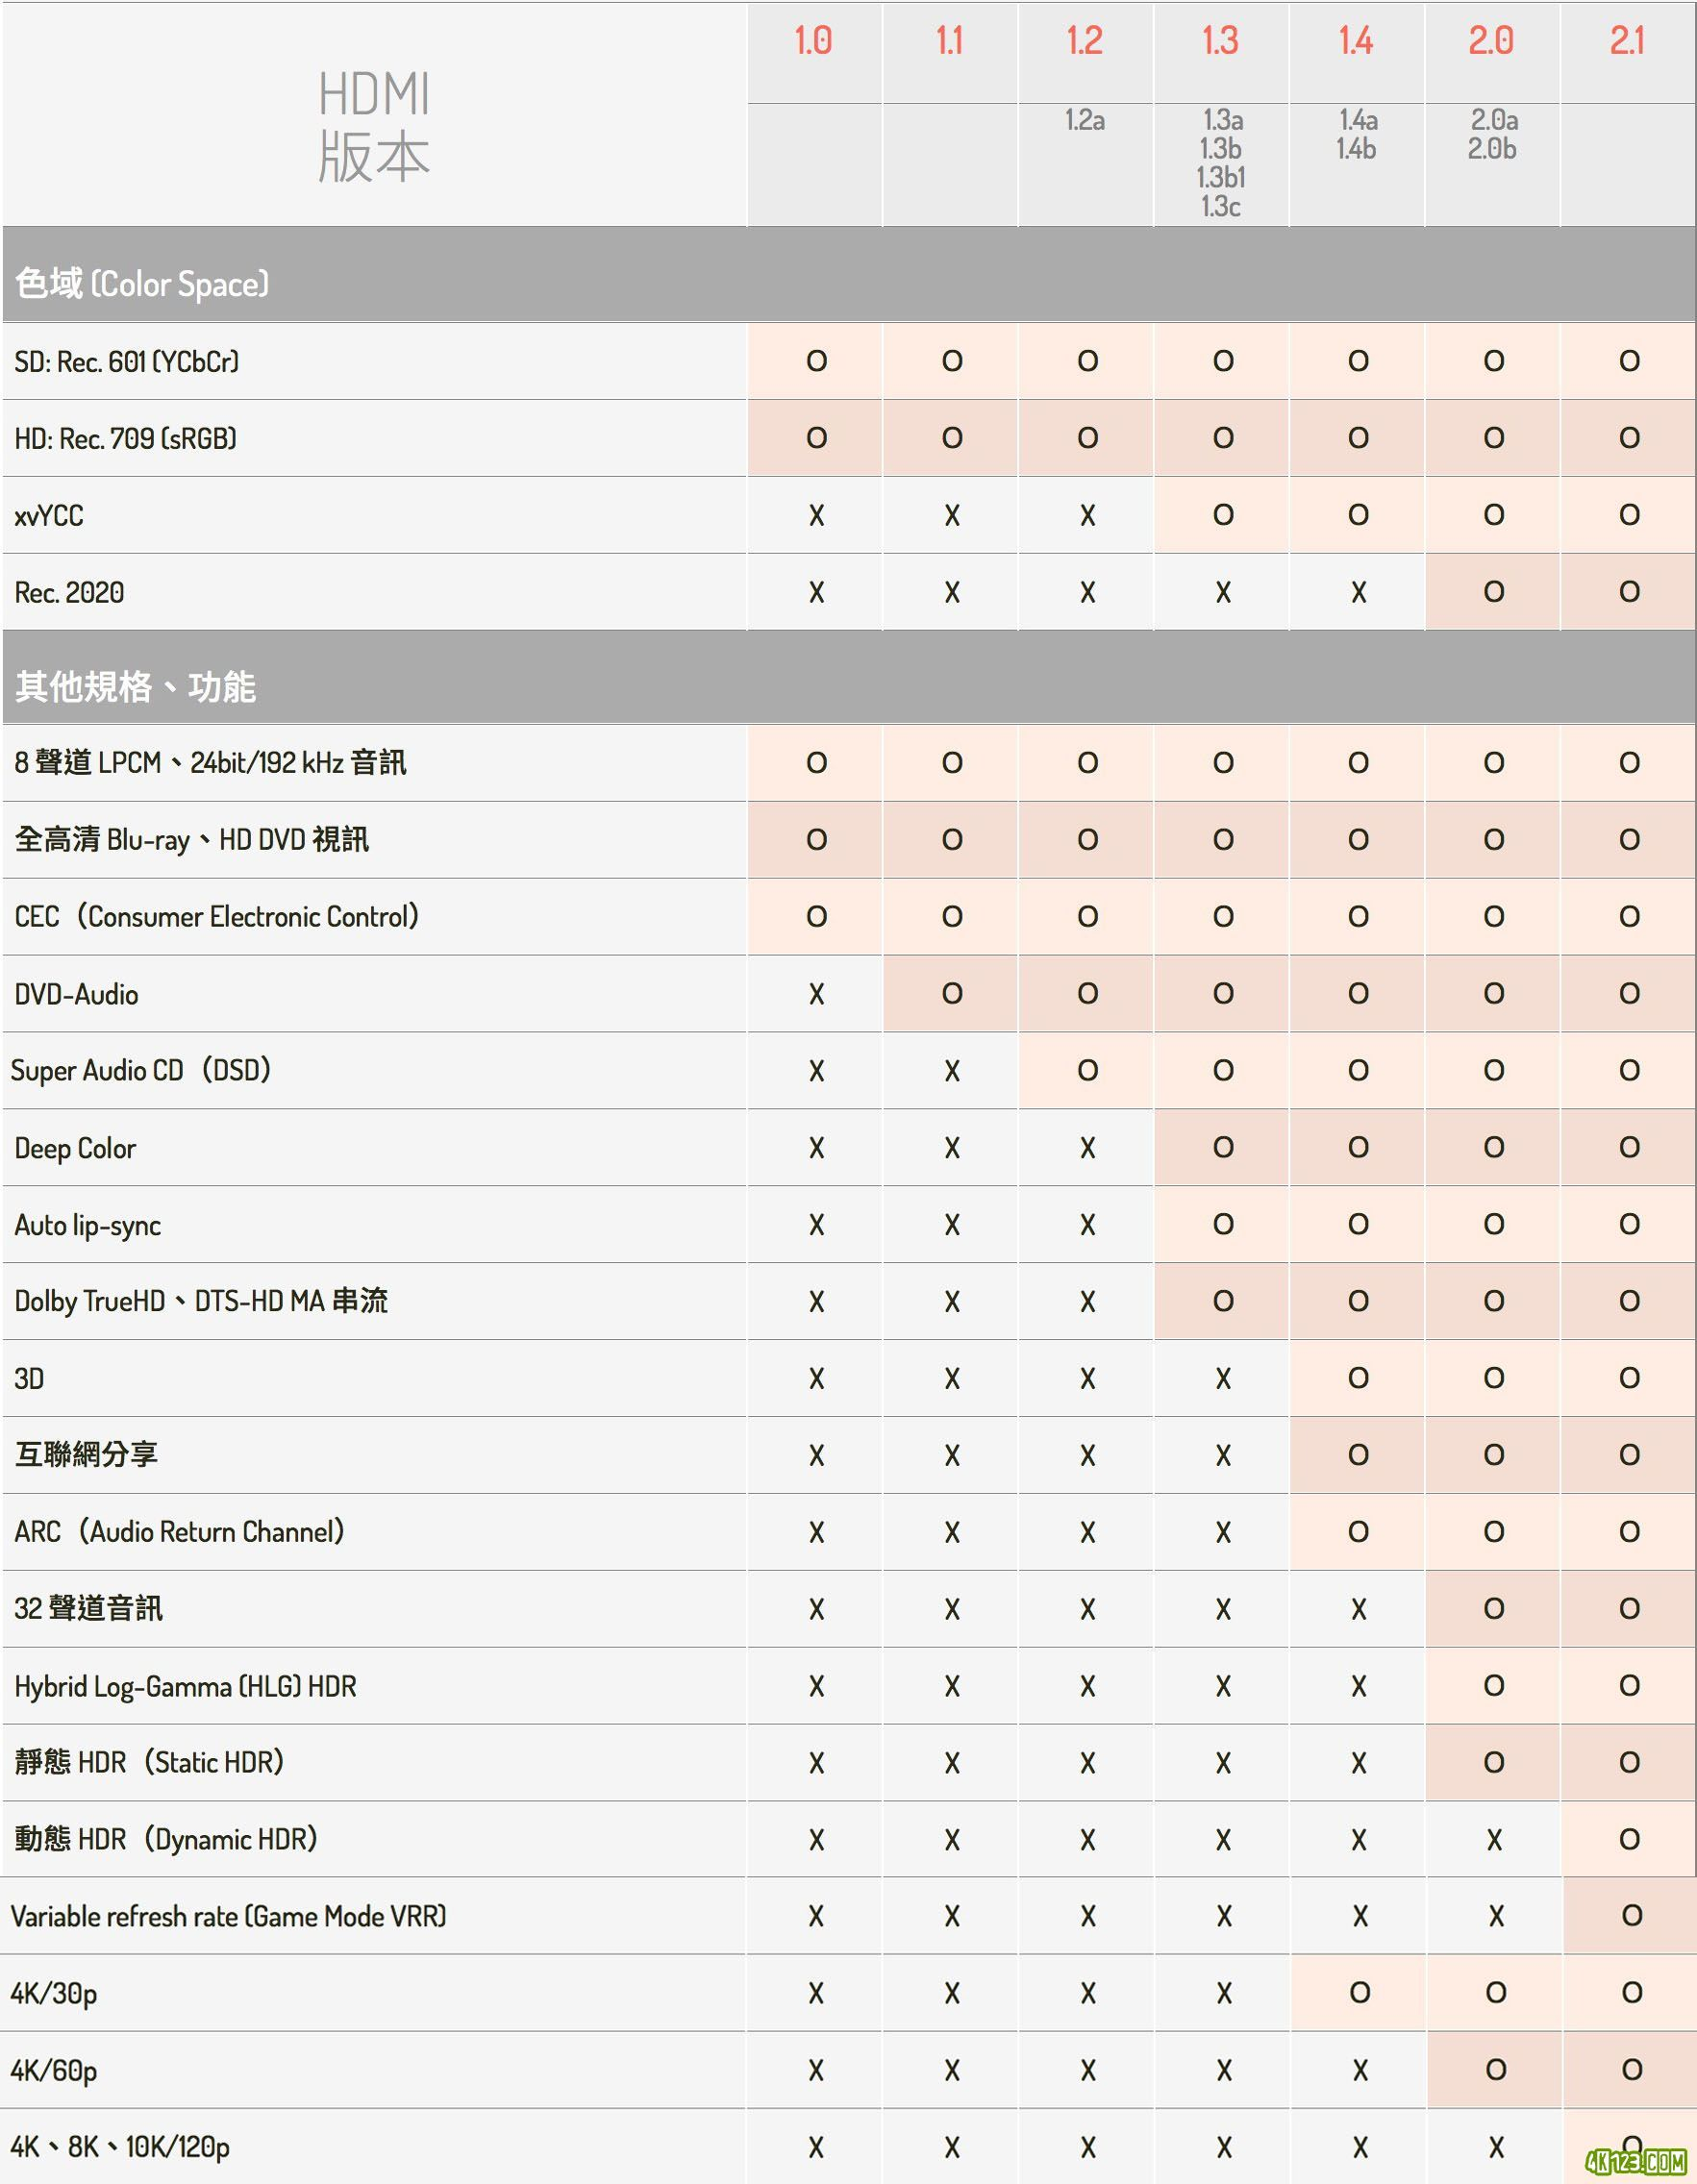 HDMI
版本
1.0 1.1 1.2 1.3 1.4 2.0 2.1
1.2a 1.3a 1.4a 2.0a
1.3b 1.4b 2.0b
1.3b1
1.3c
色域 (Color Space)
SD: Rec. 601 (YCbCr) O O O O O O O
HD: Rec. 709 (sRGB) O O O O O O O
xvYCC X X X O O O O
Rec. 2020 X X X X X O O
其他規格、功能
8 聲道 LPCM、24bit/192 kHz 音訊 O O O O O O O
全高清 Blu-ray、HD DVD 視訊 O O O O O O O
CEC（Consumer Electronic Control） O O O O O O O
DVD-Audio X O O O O O O
Super Audio CD（DSD） X X O O O O O
Deep Color X X X O O O O
Auto lip-sync X X X O O O O
Dolby TrueHD、DTS-HD MA 串流 X X X O O O O
3D X X X X O O O
互聯網分享 X X X X O O O
ARC（Audio Return Channel） X X X X O O O
32 聲道音訊 X X X X X O O
Hybrid Log-Gamma (HLG) HDR X X X X X O O
靜態 HDR（Static HDR） X X X X X O O
動態 HDR（Dynamic HDR） X X X X X X O
Variable refresh rate (Game Mode VRR) X X X X X X O
4K/30p X X X X O O O
4K/60p X X X X X O O
4K、8K、10K/120p X X X X X X O
4K123.COM